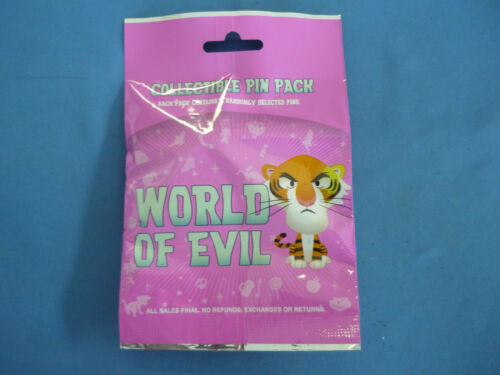 COLLECTIBLE PIN PACK
EACH PACK CONTAINS RANDOMLY SELECTED PINS.
WORLD
OF EVIL
ALL SALES FINAL. NO REFUNDS, EXCHANGES OR RETURNS.